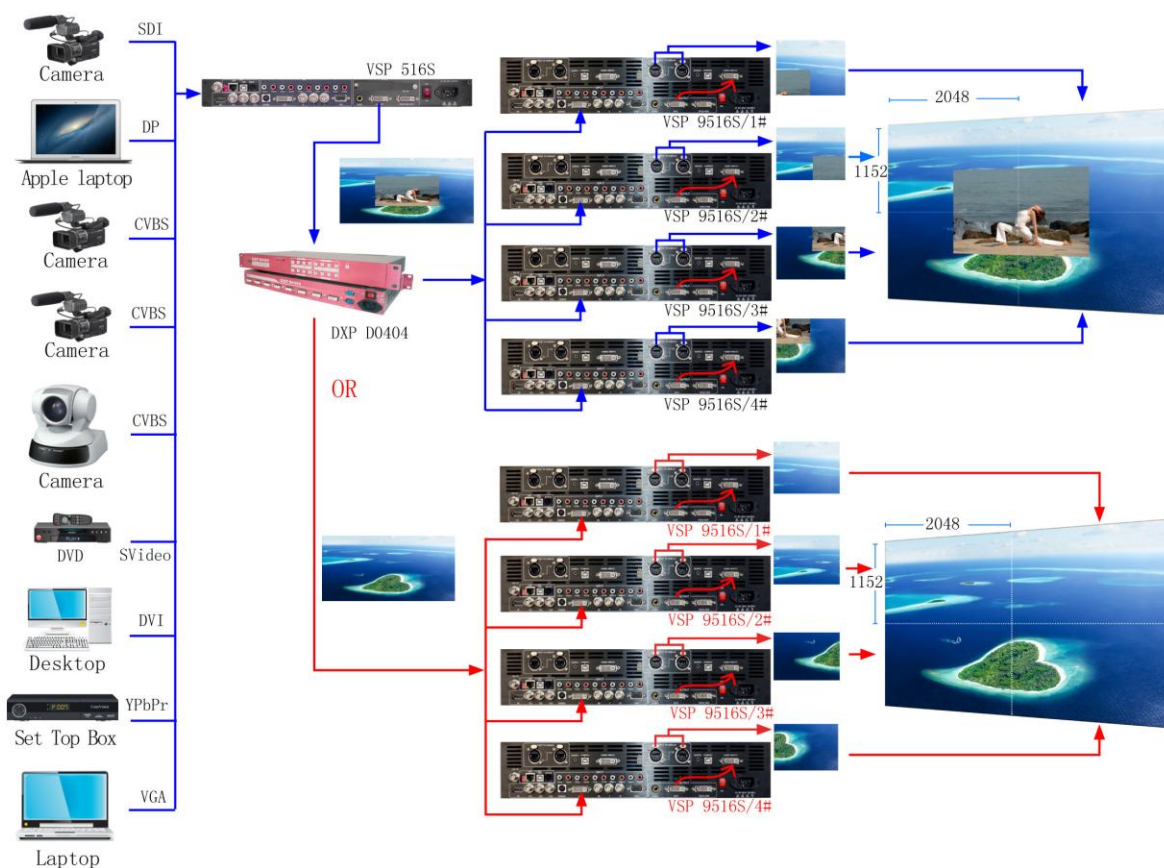 SDI
Camera
DP
Apple laptop
CVBS
Camera
CVBS
Camera
CVBS
Camera
DVD
SVideo
DVI
Desktop
YPbPr
Set Top Box
VGA
Laptop
VSP 516S
DXP D0404
OR
VSP 9516S/1#
VSP 9516S/2#
VSP 9516S/3#
VSP 9516S/4#
2048
1152
VSP 9516S/1#
VSP 9516S/2#
VSP 9516S/3#
VSP 9516S/4#
2048
1152